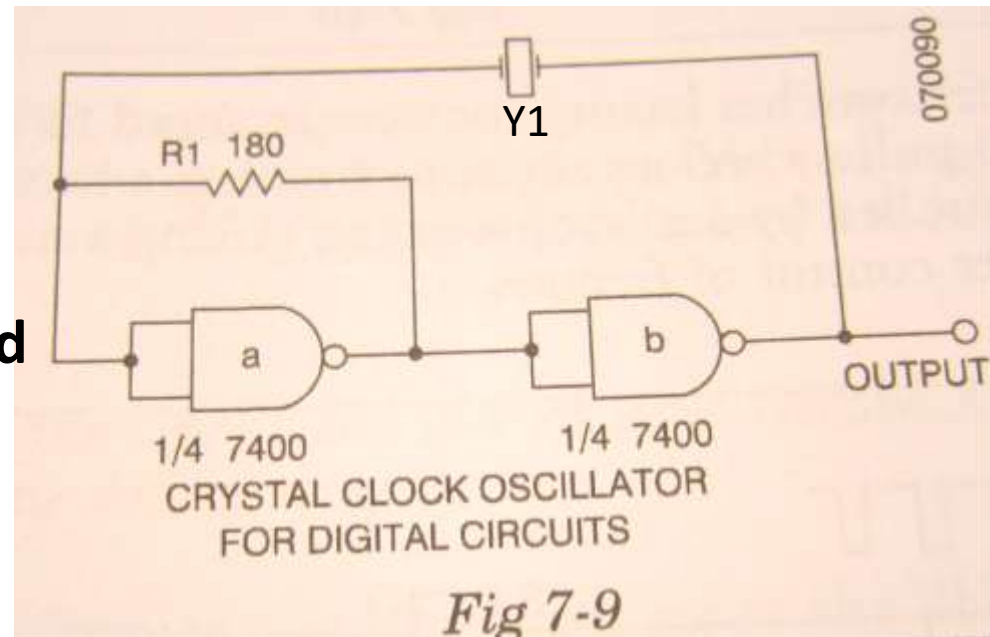 070090
Y1
R1 180
d
a
b
OUTPUT
1/4 7400
1/4 7400
CRYSTAL CLOCK OSCILLATOR
FOR DIGITAL CIRCUITS
Fig 7-9